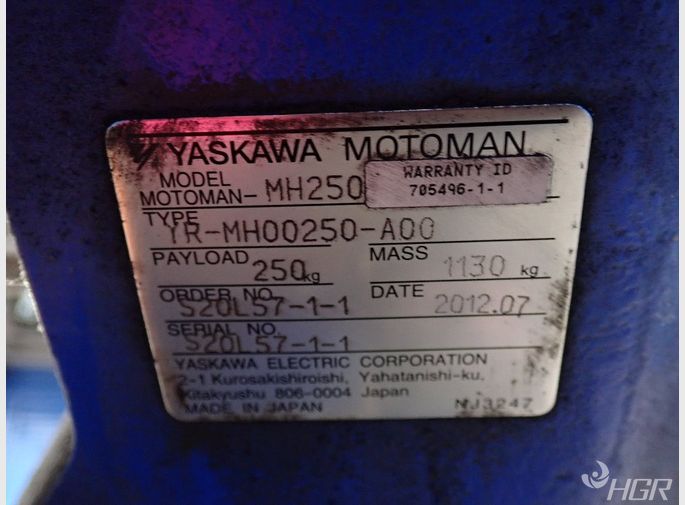 YASKAWA MOTOMAN
MODEL
MOTOMAN-MH250
WARRANTY ID
705496-1-1
TYPE
YR-MH00250-A00
PAYLOAD 250kg MASS 1130 kg
ORDER NO. S20L57-1-1 DATE 2012.07
SERIAL NO. S20L57-1-1
YASKAWA ELECTRIC CORPORATION
2-1 Kurosakishiroishi, Yahatanishi-ku,
Kitakyushu 806-0004 Japan
MADE IN JAPAN NJ3247
HGR